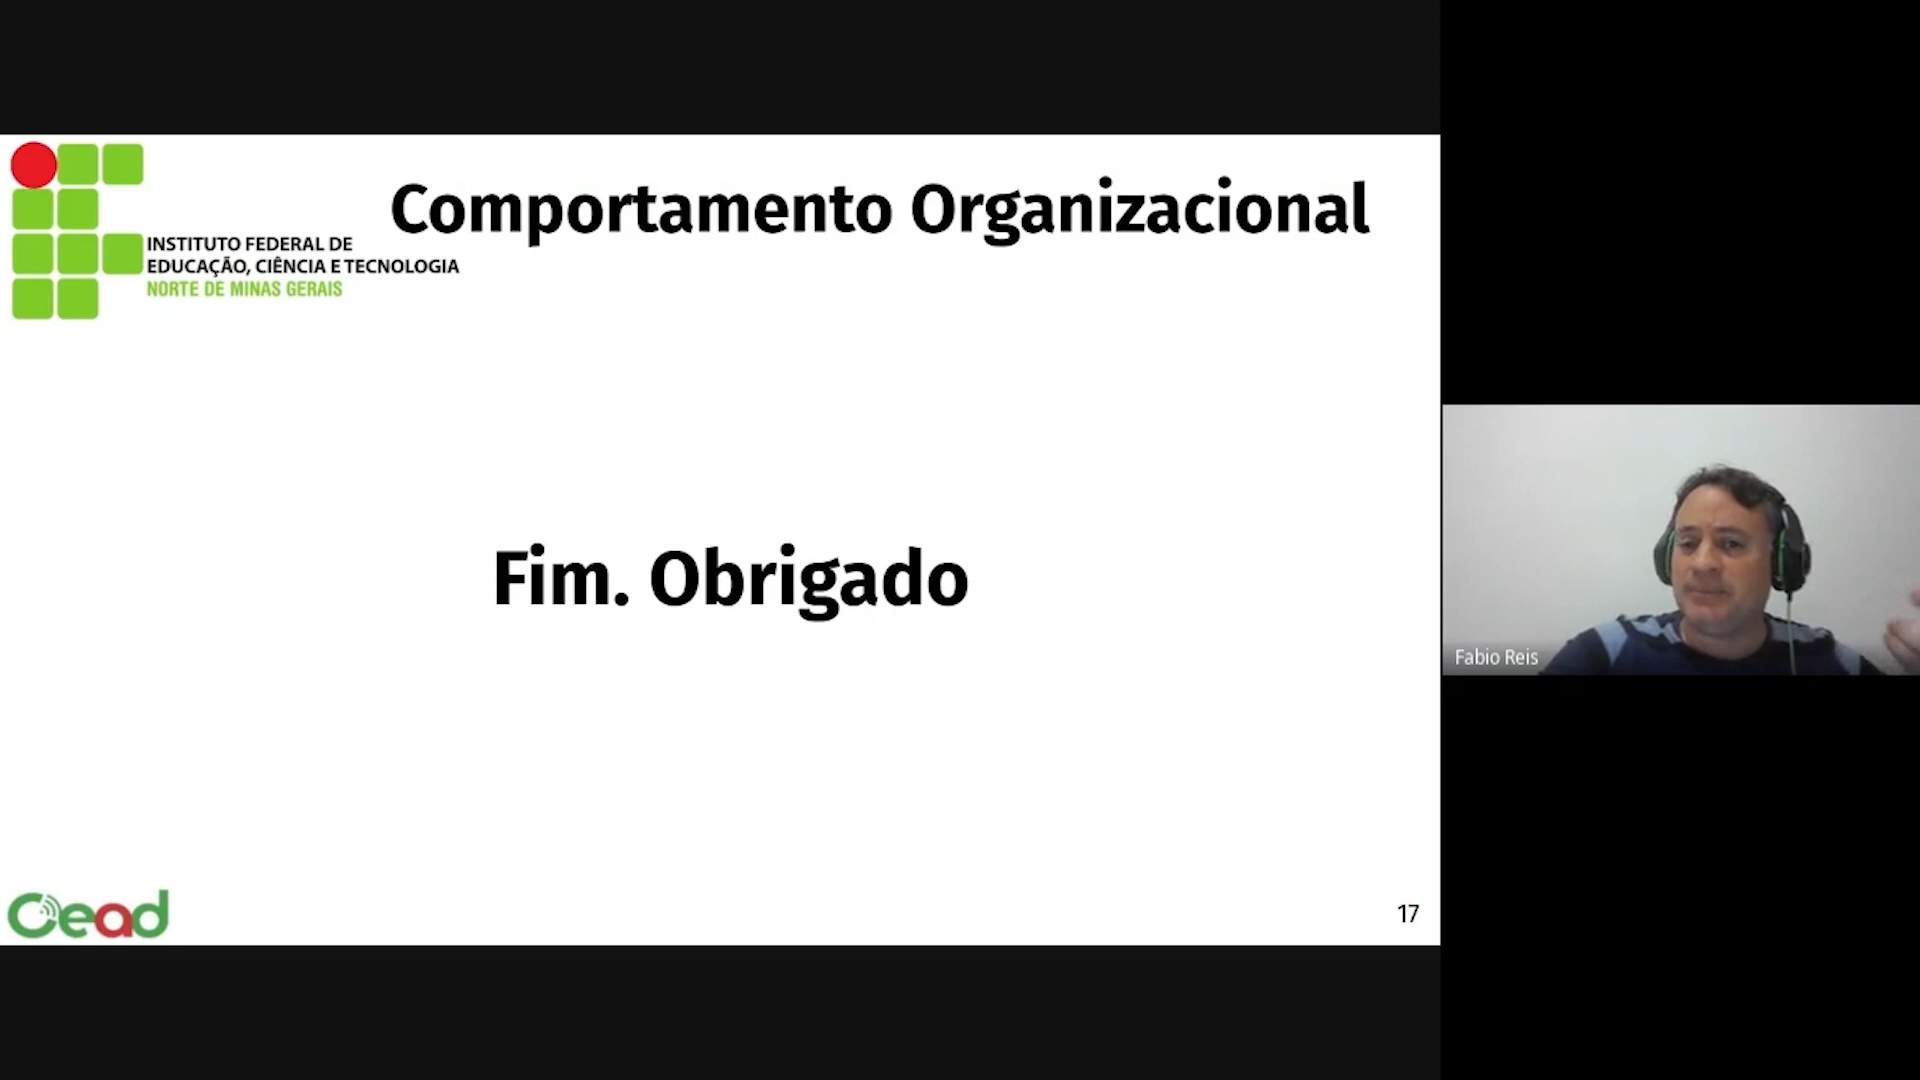 Comportamento Organizacional
INSTITUTO FEDERAL DE
EDUCAÇÃO, CIÊNCIA E TECNOLOGIA
NORTE DE MINAS GERAIS
Fim. Obrigado
Fabio Reis
Cead
17